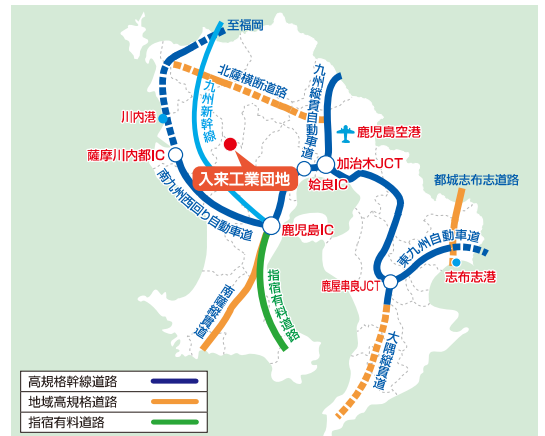 至福岡
北薩横断道路
九州新幹線
九州縦貫自動車道
川内港
鹿児島空港
薩摩川内都IC
加治木JCT
入来工業団地
姶良IC
都城志布志道路
南九州西回り自動車道
鹿児島IC
東九州自動車道
志布志港
鹿屋串良JCT
指宿有料道路
南薩縦貫道
大隅縦貫道
高規格幹線道路
地域高規格道路
指宿有料道路